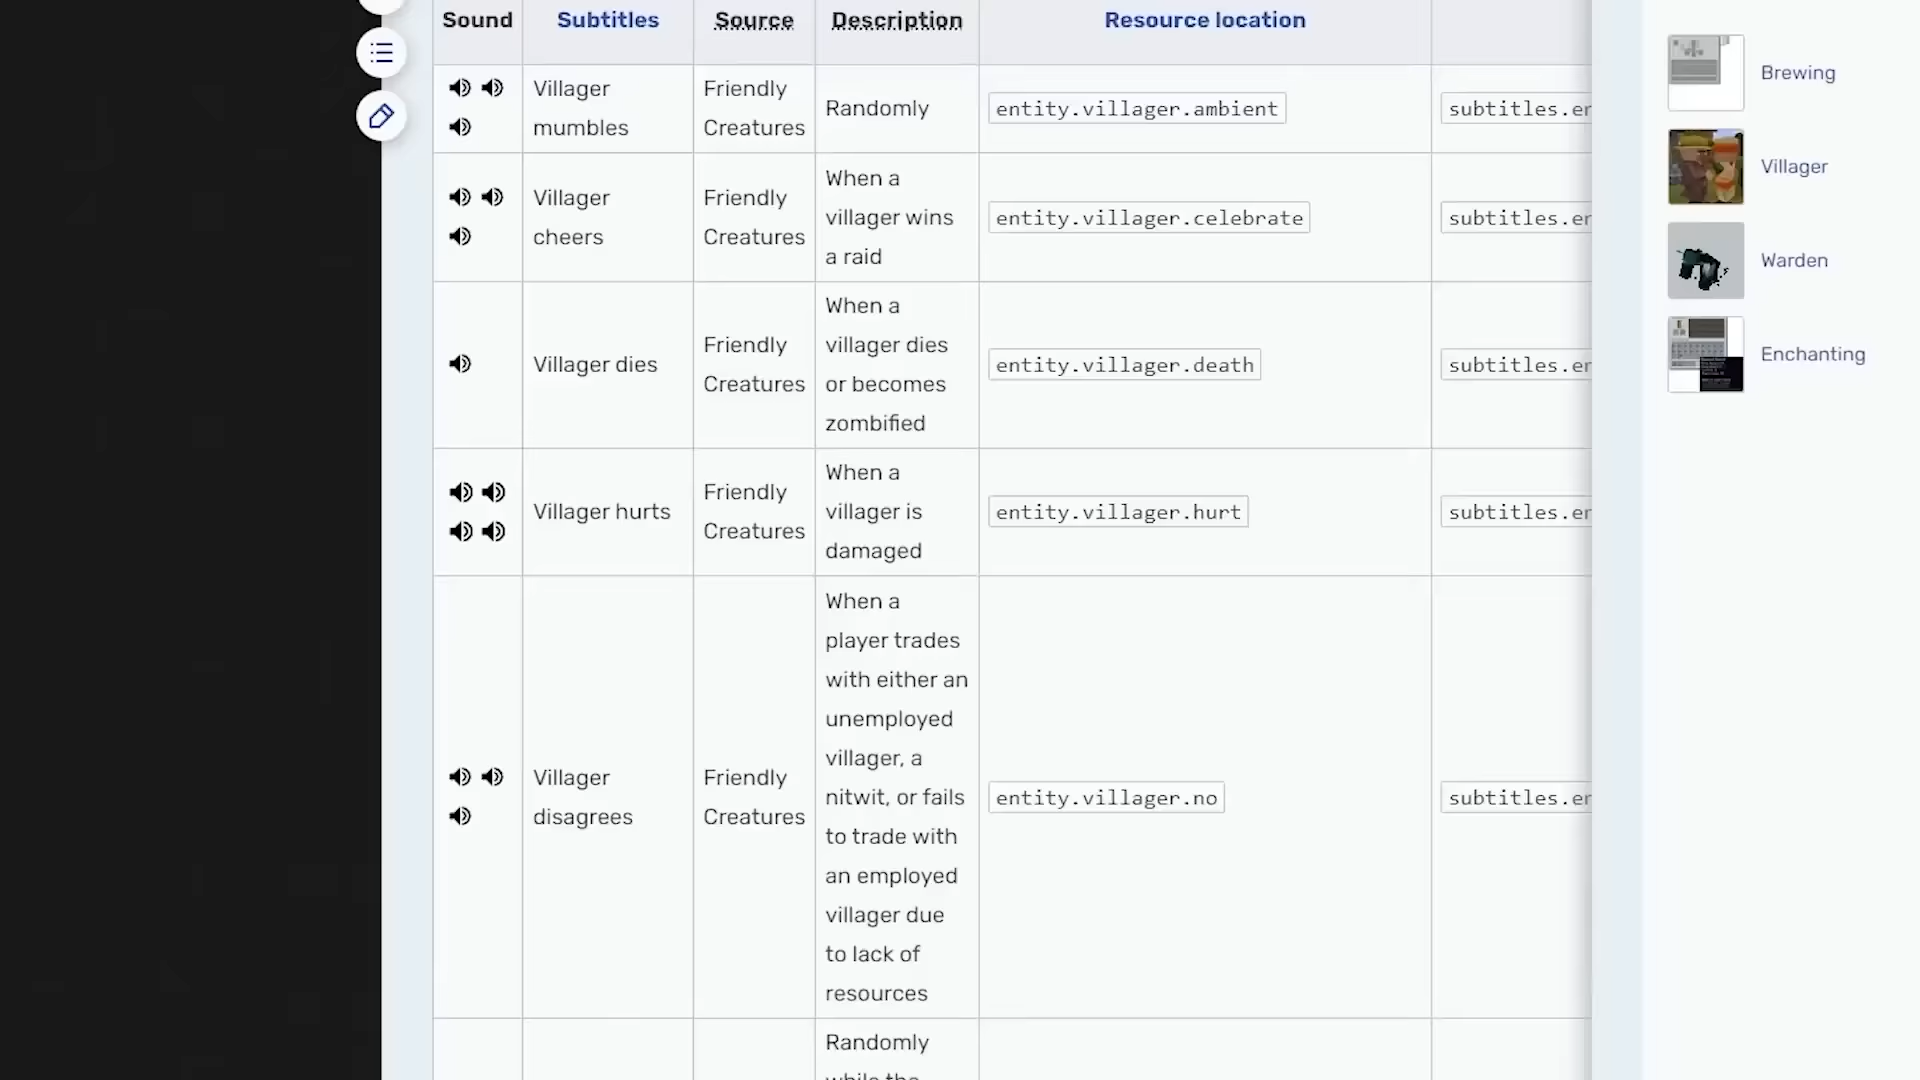 Sound Subtitles Source Description Resource location
Villager
mumbles
Friendly
Creatures
Randomly
entity.villager.ambient
subtitles.er
Villager
cheers
Friendly
Creatures
When a
villager wins
a raid
entity.villager.celebrate
subtitles.er
Villager dies
Friendly
Creatures
When a
villager dies
or becomes
zombified
entity.villager.death
subtitles.er
Villager hurts
Friendly
Creatures
When a
villager is
damaged
entity.villager.hurt
subtitles.er
Villager
disagrees
Friendly
Creatures
When a
player trades
with either an
unemployed
villager, a
nitwit, or fails
to trade with
an employed
villager due
to lack of
resources
entity.villager.no
subtitles.er
Randomly
while the
Brewing
Villager
Warden
Enchanting